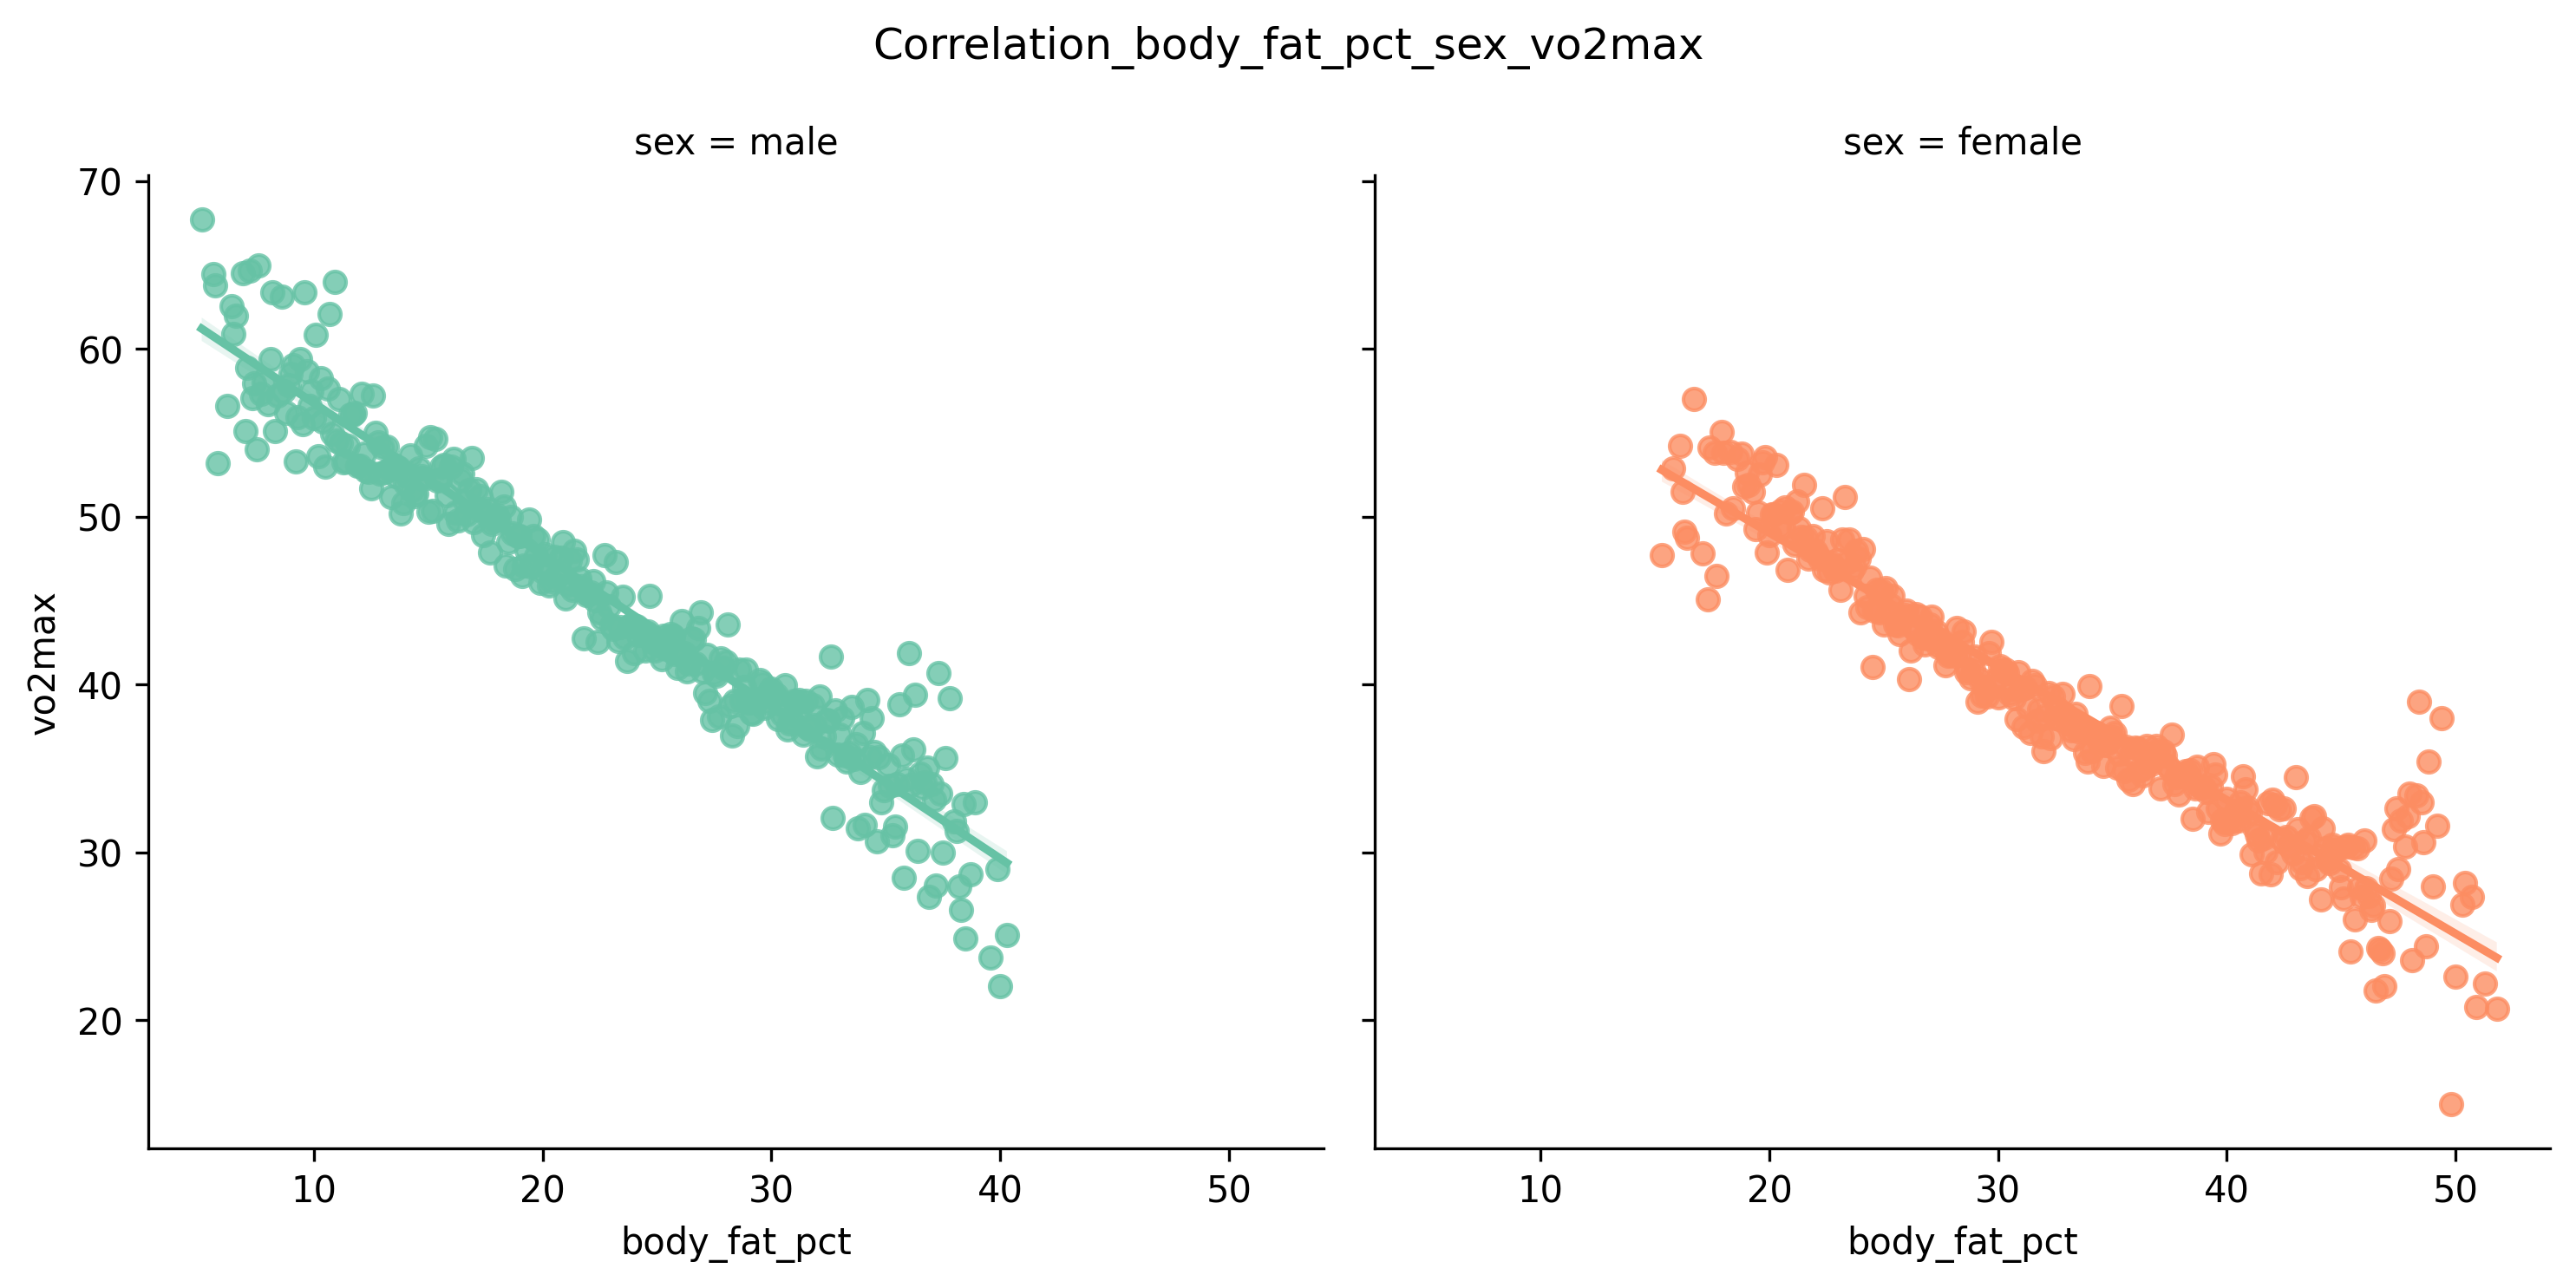 Correlation_body_fat_pct_sex_vo2max
sex = male
sex = female
70
60
50
40
30
20
vo2max
10 20 30 40 50
10 20 30 40 50
body_fat_pct
body_fat_pct